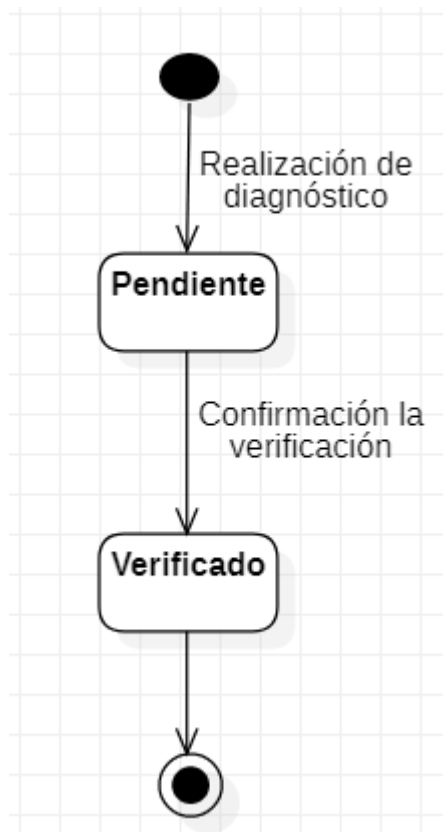 Realización de
diagnóstico
Pendiente
Confirmación la
verificación
Verificado